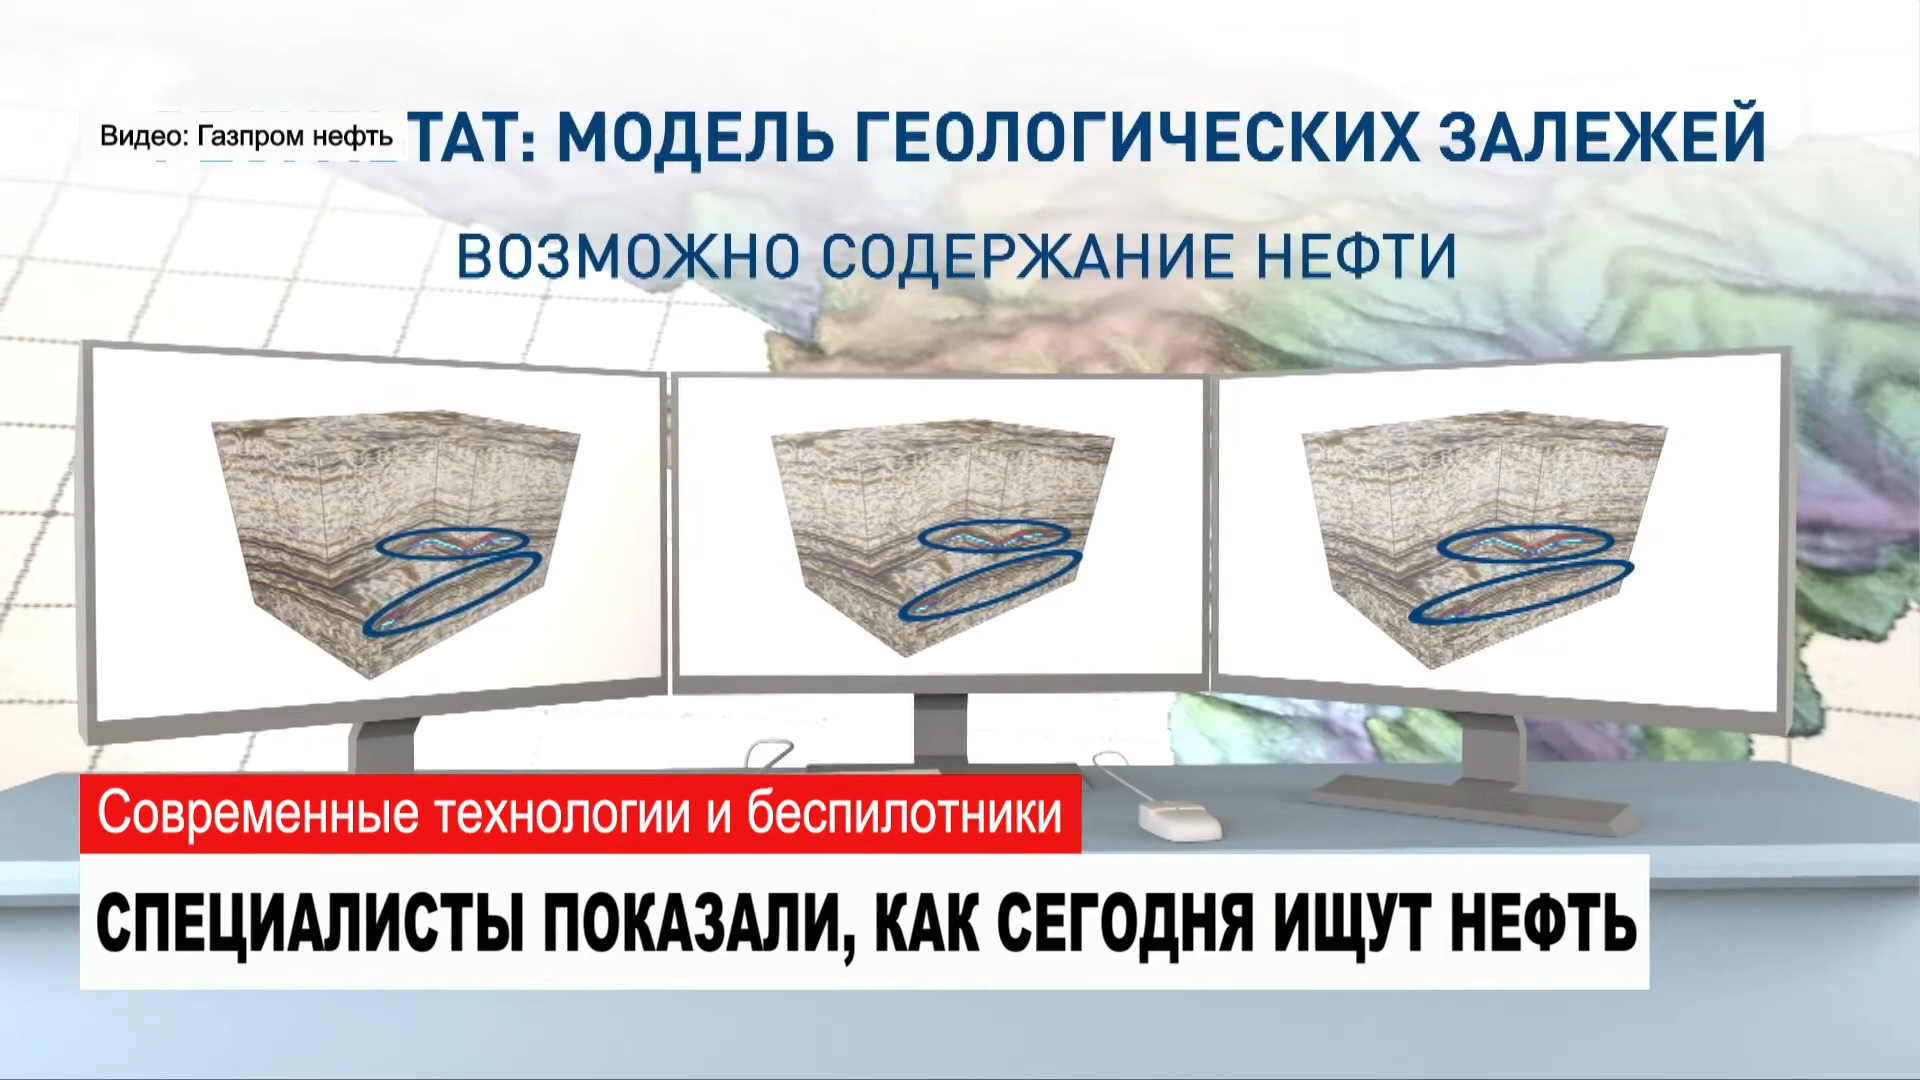 Видео: Газпром нефть ТАТ: МОДЕЛЬ ГЕОЛОГИЧЕСКИХ ЗАЛЕЖЕЙ
ВОЗМОЖНО СОДЕРЖАНИЕ НЕФТИ
Современные технологии и беспилотники
СПЕЦИАЛИСТЫ ПОКАЗАЛИ, КАК СЕГОДНЯ ИЩУТ НЕФТЬ